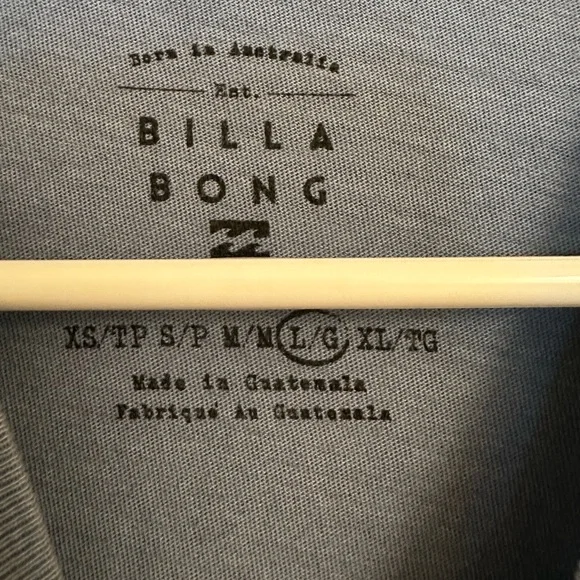 Born in Australia
Est.
BILLA
BONG
XS/TP S/P M/M L/G XL/TG
Made in Guatemala
Fabriqué Au Guatemala